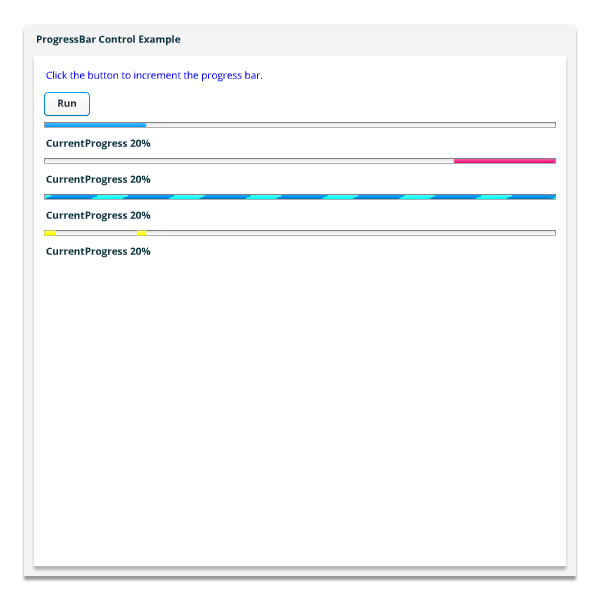 ProgressBar Control Example
Click the button to increment the progress bar.
Run
CurrentProgress 20%
CurrentProgress 20%
CurrentProgress 20%
CurrentProgress 20%